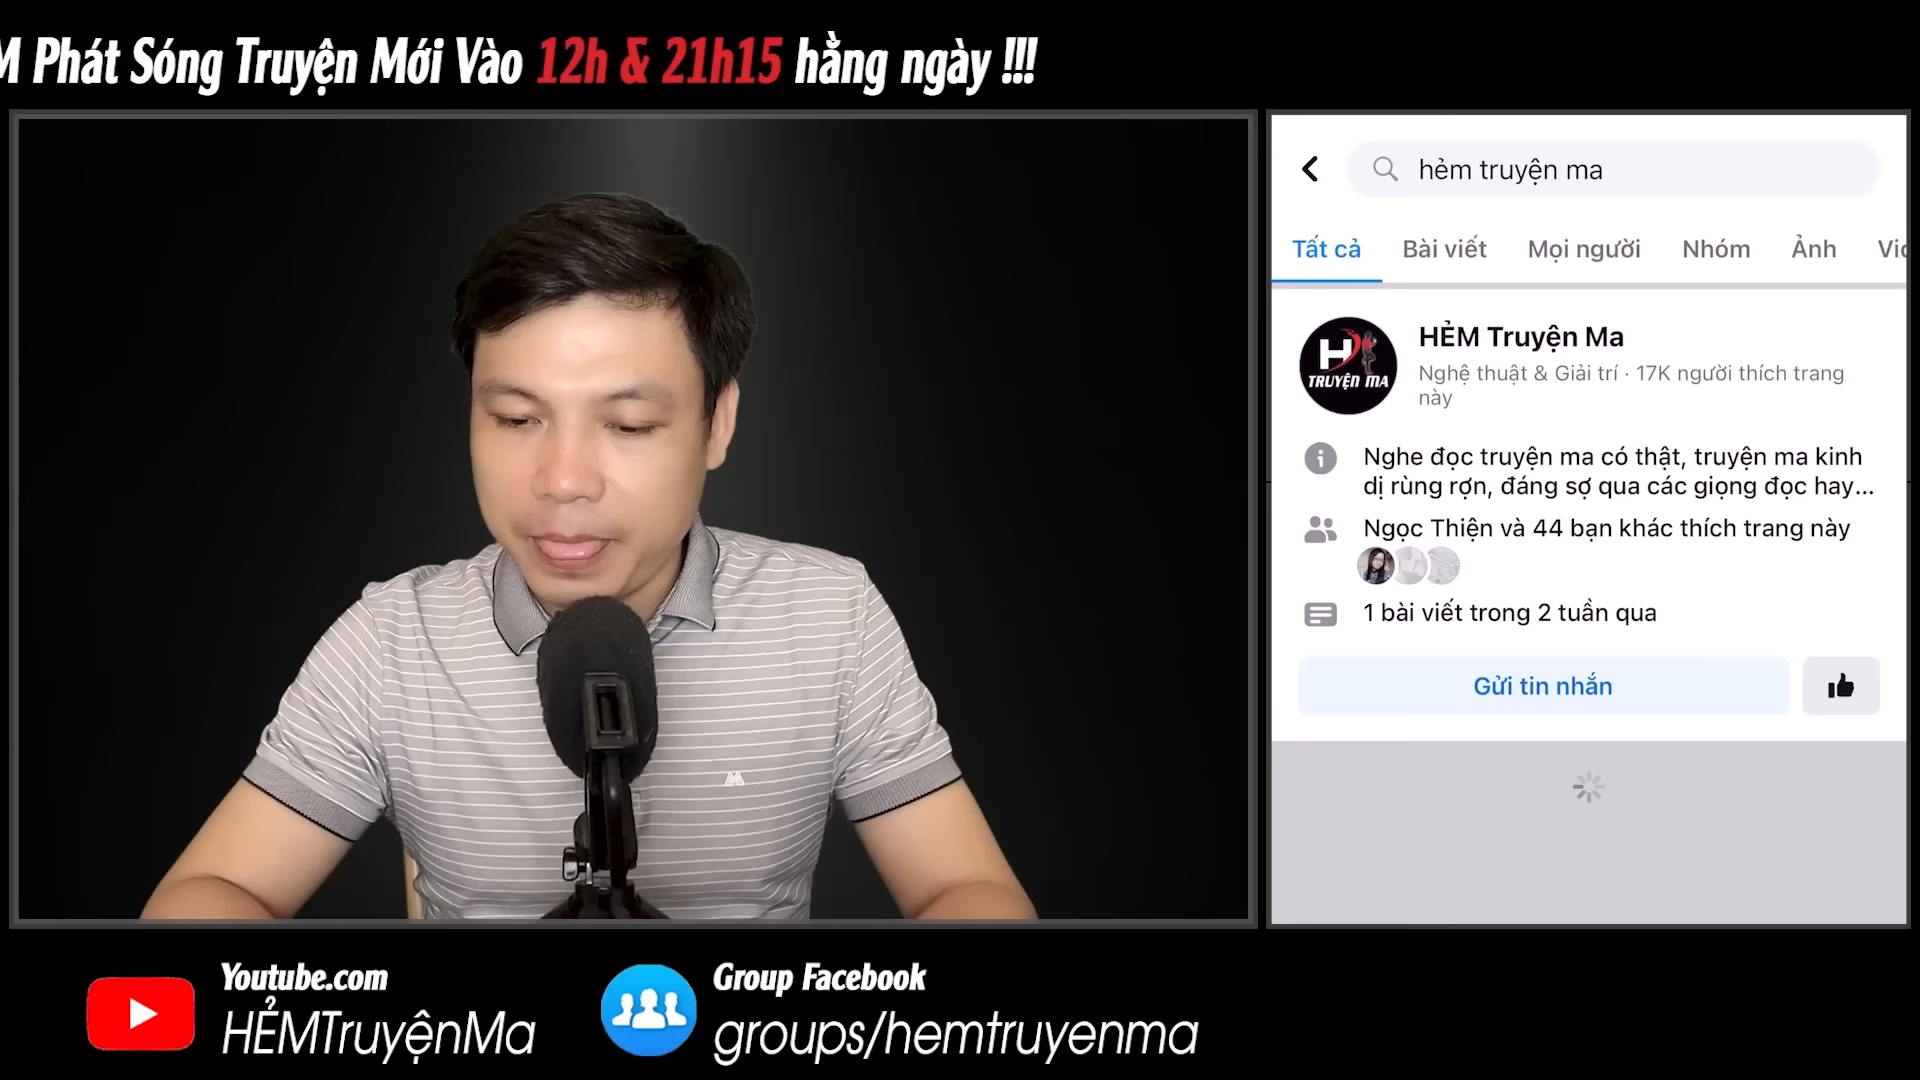 M Phát Sóng Truyện Mới Vào 12h & 21h15 hằng ngày !!!
hẻm truyện ma
Tất cả Bài viết Mọi người Nhóm Ảnh
H
TRUYỆN MA
HẺM Truyện Ma
Nghệ thuật & Giải trí · 17K người thích trang
này
Nghe đọc truyện ma có thật, truyện ma kinh
dị rùng rợn, đáng sợ qua các giọng đọc hay...
Ngọc Thiện và 44 bạn khác thích trang này
1 bài viết trong 2 tuần qua
Gửi tin nhắn
Youtube.com
HẺMTruyệnMa
Group Facebook
groups/hemtruyenma